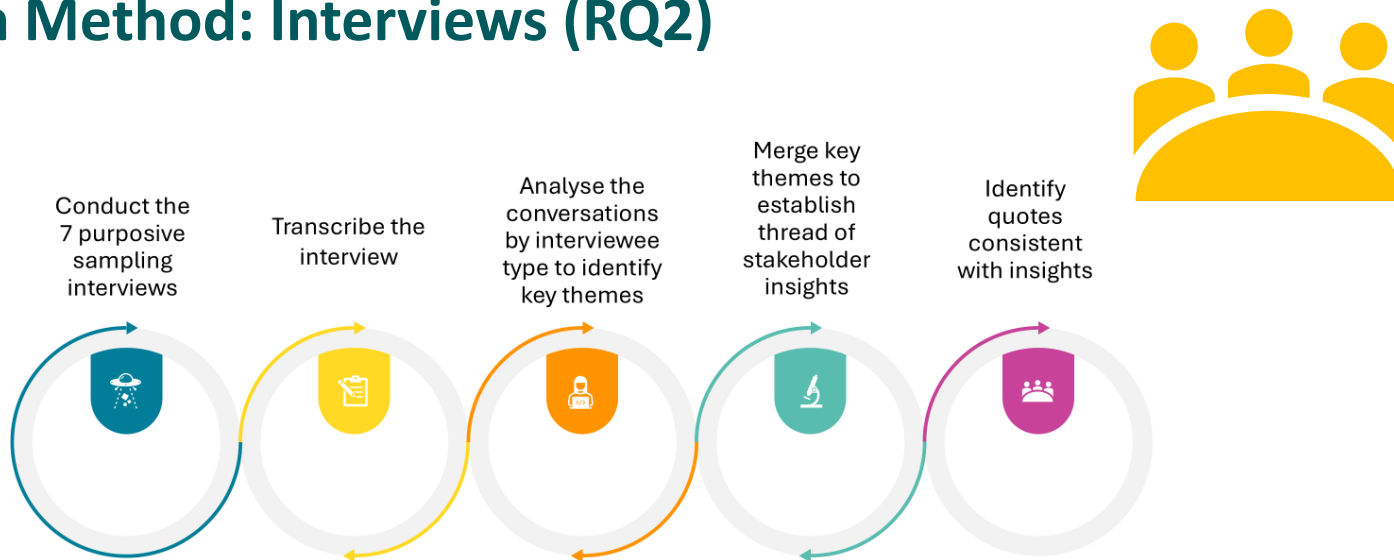 Method: Interviews (RQ2)
Conduct the
7 purposive
sampling
interviews
Transcribe the
interview
Analyse the
conversations
by interviewee
type to identify
key themes
Merge key
themes to
establish
thread of
stakeholder
insights
Identify
quotes
consistent
with insights